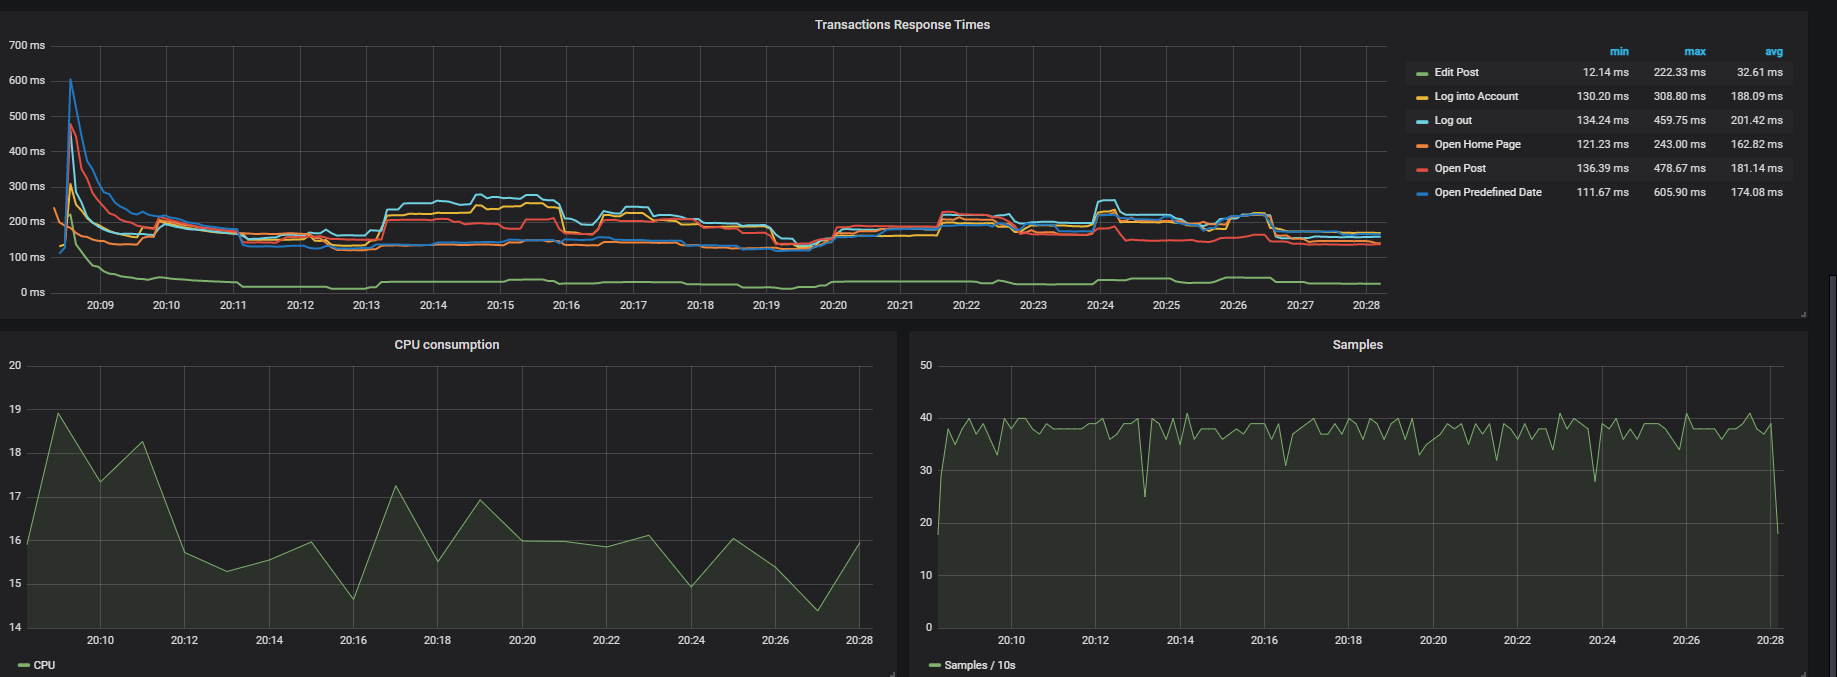 Transactions Response Times
700 ms
600 ms
500 ms
400 ms
300 ms
200 ms
100 ms
0 ms
20:09 20:10 20:11 20:12 20:13 20:14 20:15 20:16 20:17 20:18 20:19 20:20 20:21 20:22 20:23 20:24 20:25 20:26 20:27 20:28
min max avg
Edit Post 12.14 ms 222.33 ms 32.61 ms
Log into Account 130.20 ms 308.80 ms 188.09 ms
Log out 134.24 ms 459.75 ms 201.42 ms
Open Home Page 121.23 ms 243.00 ms 162.82 ms
Open Post 136.39 ms 478.67 ms 181.14 ms
Open Predefined Date 111.67 ms 605.90 ms 174.08 ms
CPU consumption
20
19
18
17
16
15
14
20:10 20:12 20:14 20:16 20:18 20:20 20:22 20:24 20:26 20:28
CPU
Samples
50
40
30
20
10
0
20:10 20:12 20:14 20:16 20:18 20:20 20:22 20:24 20:26 20:28
Samples / 10s